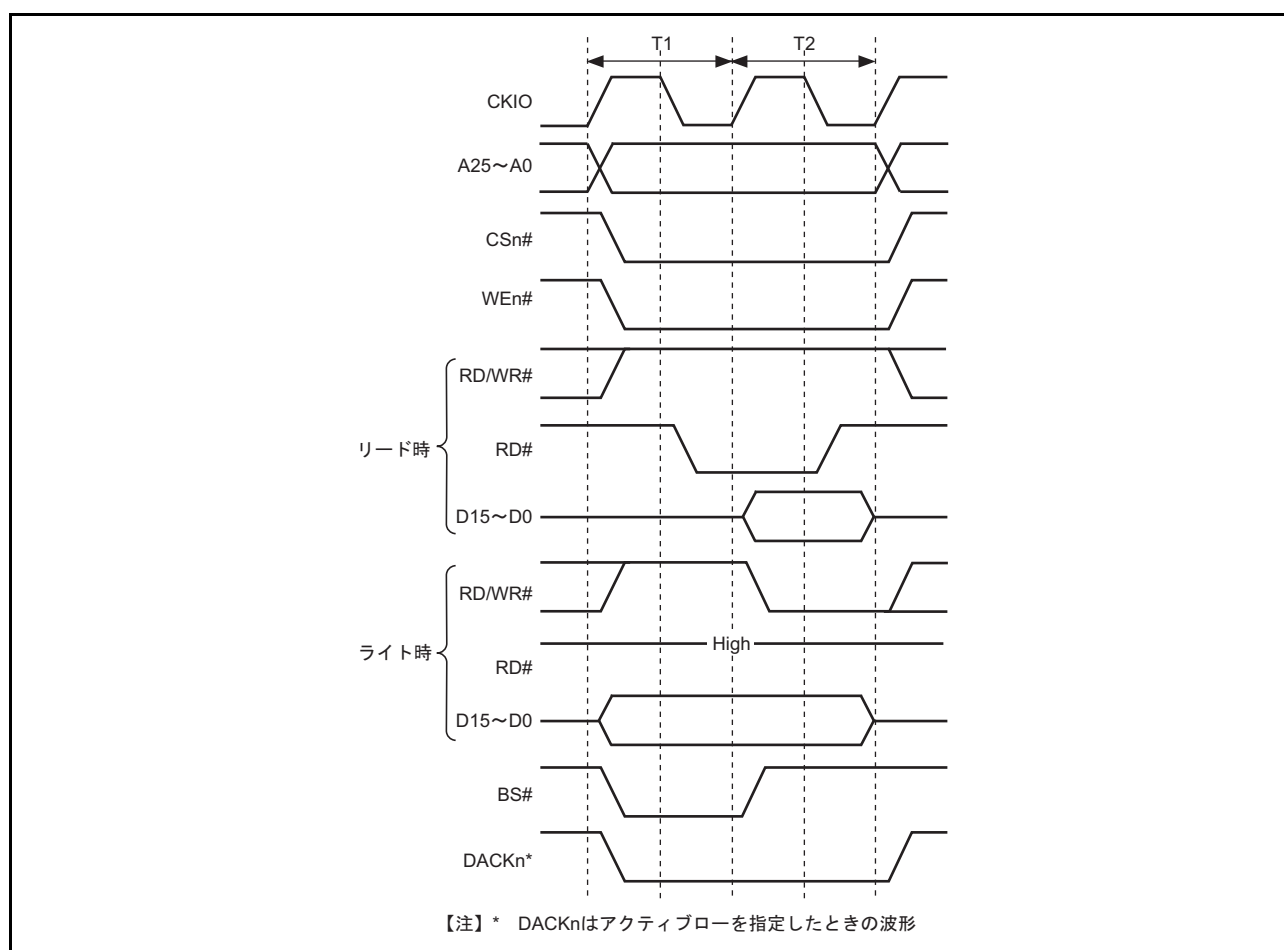 T1 T2
CKIO
A25～A0
CSn#
WEn#
リード時
RD/WR#
RD#
D15～D0
ライト時
RD/WR#
High
RD#
D15～D0
BS#
DACKn*
【注】* DACKnはアクティブローを指定したときの波形